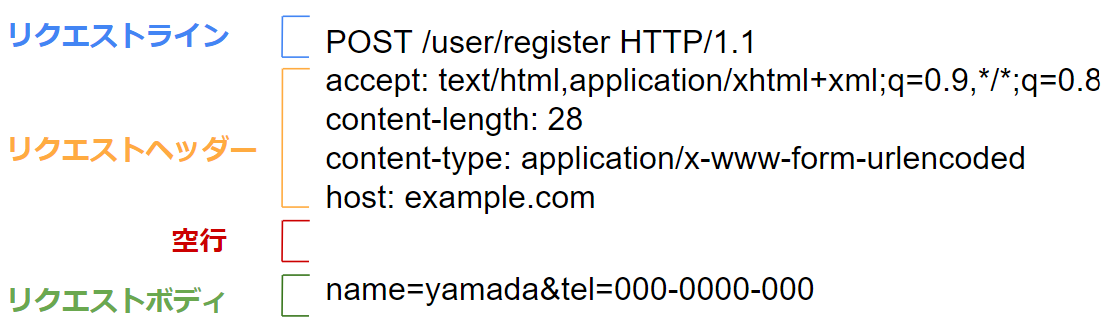 リクエストライン
POST /user/register HTTP/1.1
リクエストヘッダー
accept: text/html,application/xhtml+xml;q=0.9,*/*;q=0.8
content-length: 28
content-type: application/x-www-form-urlencoded
host: example.com
空行
リクエストボディ
name=yamada&tel=000-0000-000